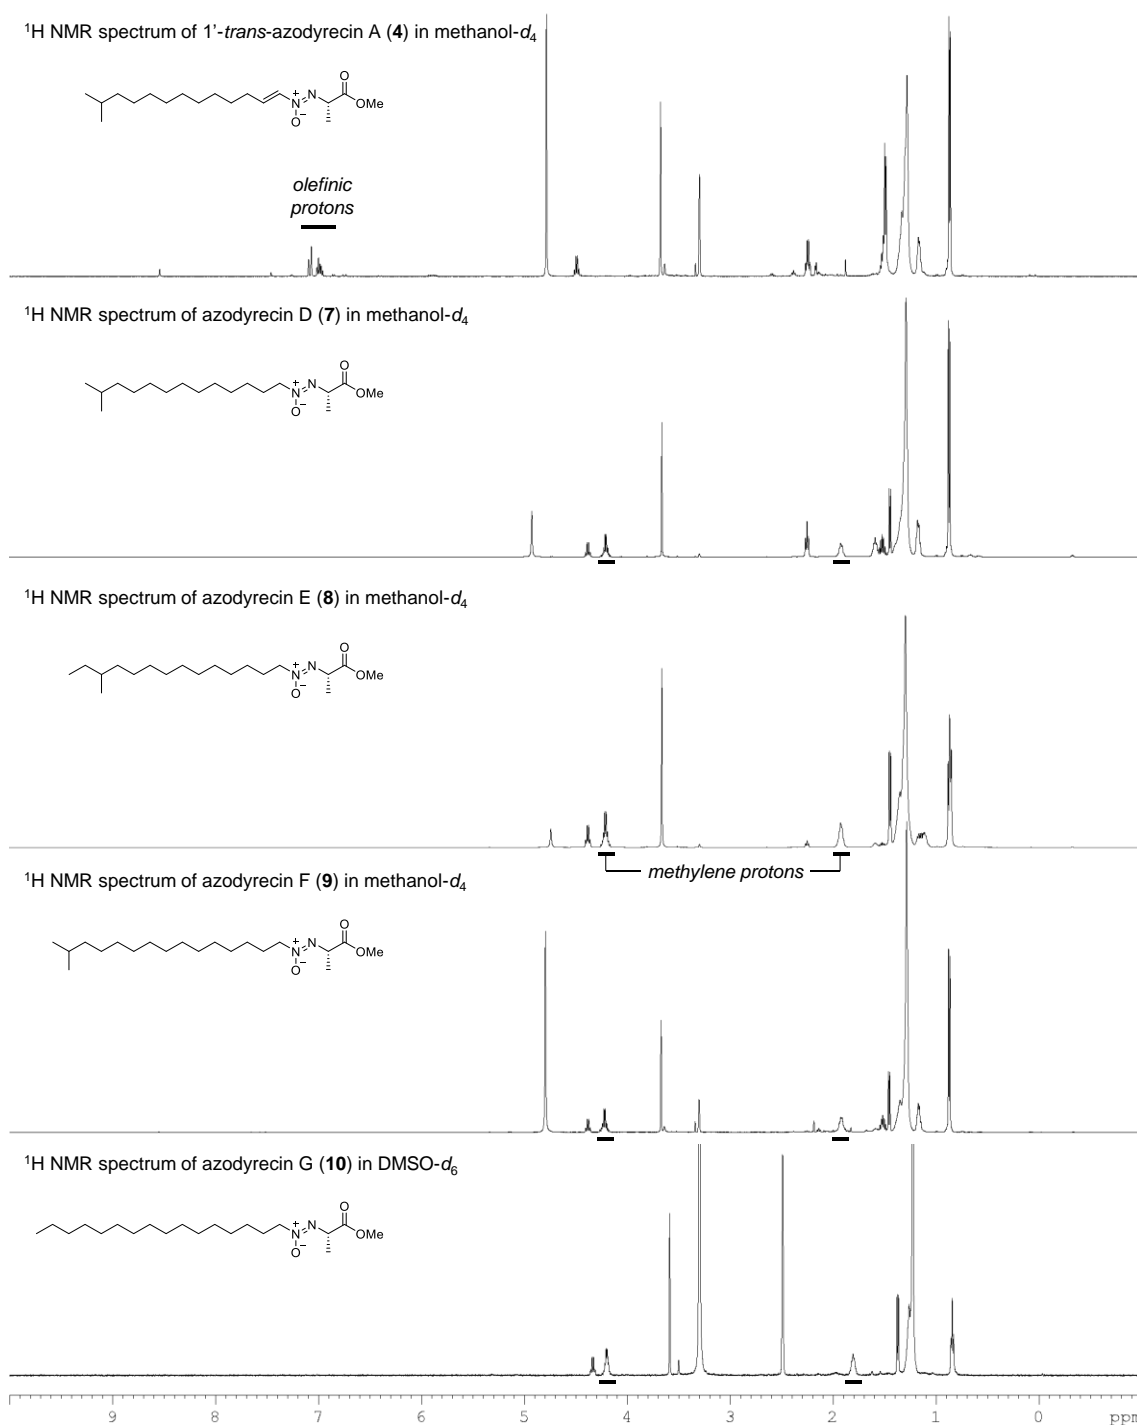 ¹H NMR spectrum of 1'-trans-azodyrecin A (4) in methanol-d₄
O
+
N N
OMe
O⁻
olefinic
protons
¹H NMR spectrum of azodyrecin D (7) in methanol-d₄
O
+
N N
OMe
O⁻
¹H NMR spectrum of azodyrecin E (8) in methanol-d₄
O
+
N N
OMe
O⁻
methylene protons
¹H NMR spectrum of azodyrecin F (9) in methanol-d₄
O
+
N N
OMe
O⁻
¹H NMR spectrum of azodyrecin G (10) in DMSO-d₆
O
+
N N
OMe
O⁻
9 8 7 6 5 4 3 2 1 0 ppm